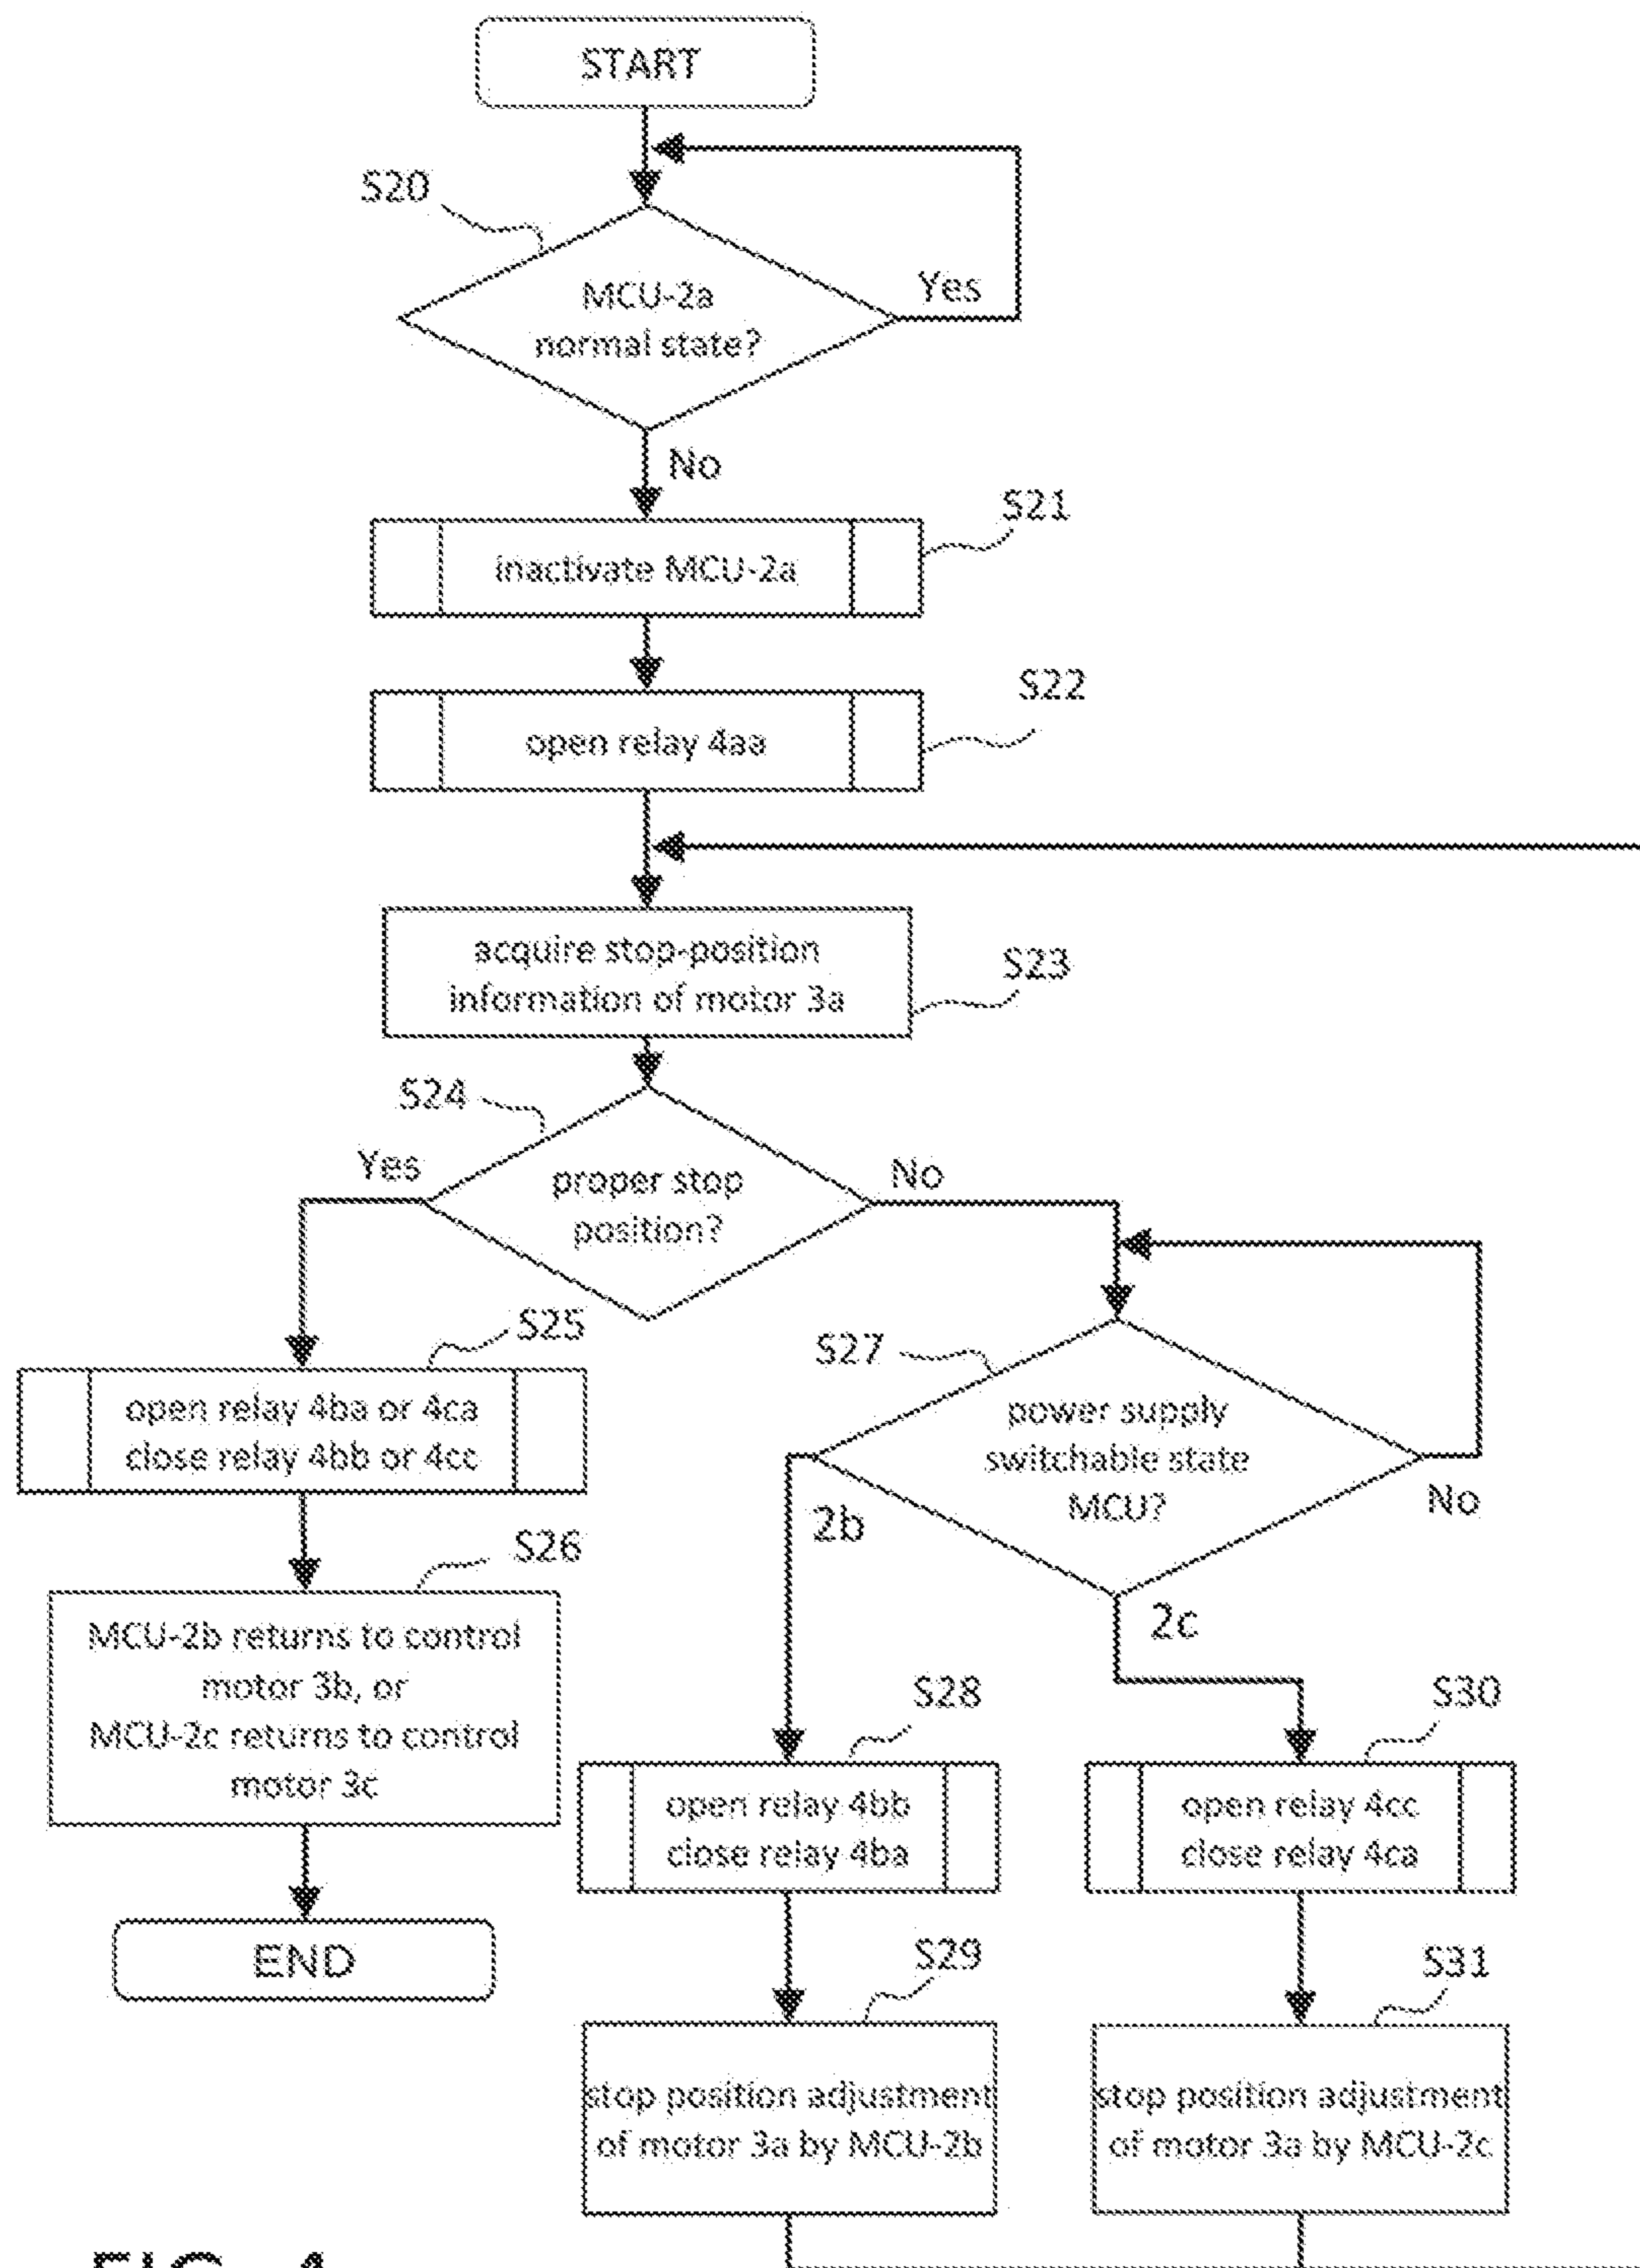 START
S20
MCU-2a
normal state?
Yes
No
S21
inactivate MCU-2a
S22
open relay 4aa
acquire stop-position
information of motor 3a
S23
S24
Yes
proper stop
position?
No
S25
open relay 4ba or 4ca
close relay 4bb or 4cc
S27
power supply
switchable state
MCU?
No
2b
2c
S26
MCU-2b returns to control
motor 3b, or
MCU-2c returns to control
motor 3c
S28
open relay 4bb
close relay 4ba
S30
open relay 4cc
close relay 4ca
END
S29
stop position adjustment
of motor 3a by MCU-2b
S31
stop position adjustment
of motor 3a by MCU-2c
FIG. 4